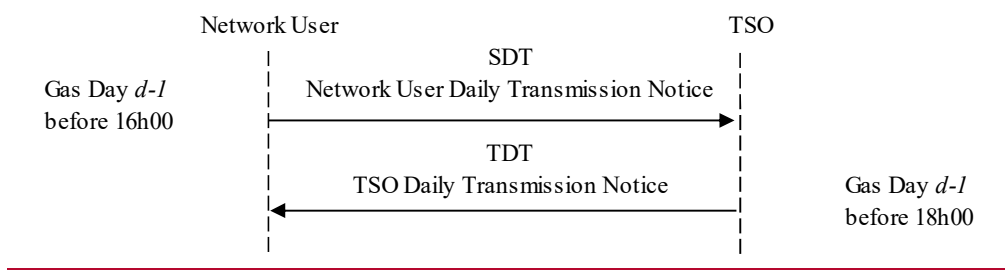 Network User
TSO
SDT
Gas Day d-1
before 16h00
Network User Daily Transmission Notice
TDT
TSO Daily Transmission Notice
Gas Day d-1
before 18h00